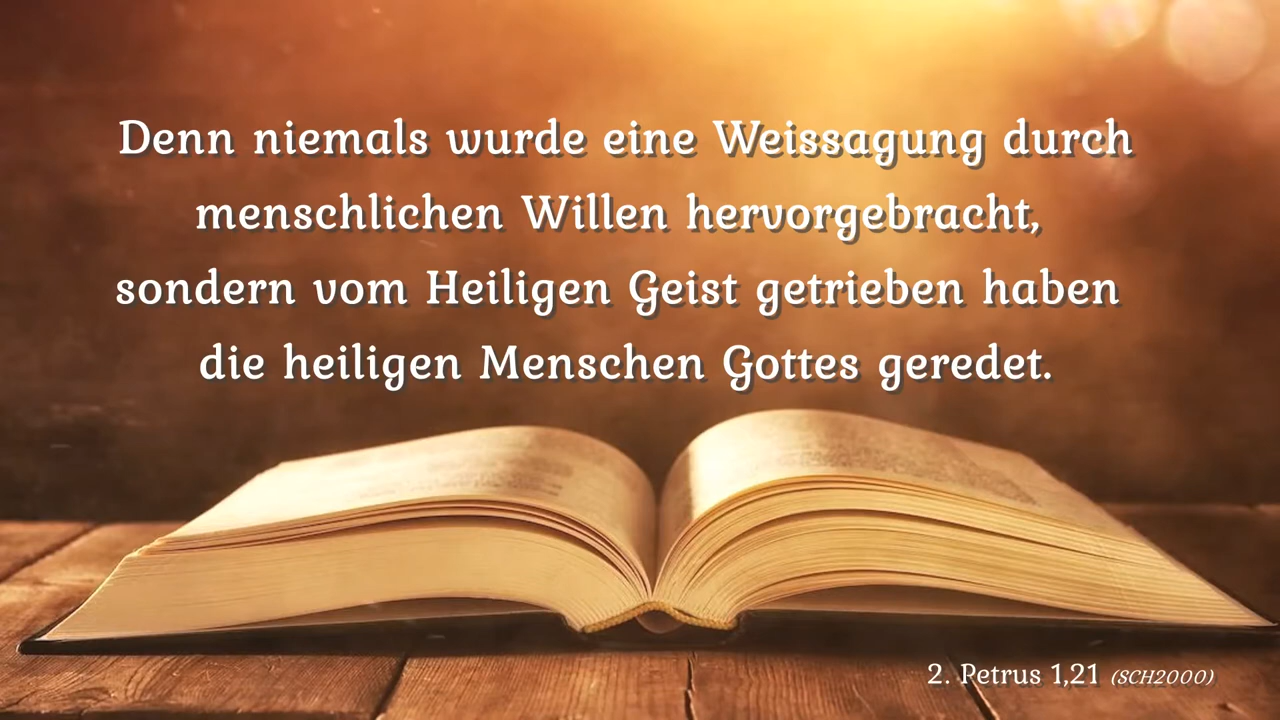 Denn niemals wurde eine Weissagung durch
menschlichen Willen hervorgebracht,
sondern vom Heiligen Geist getrieben haben
die heiligen Menschen Gottes geredet.
2. Petrus 1,21 (SCH2000)